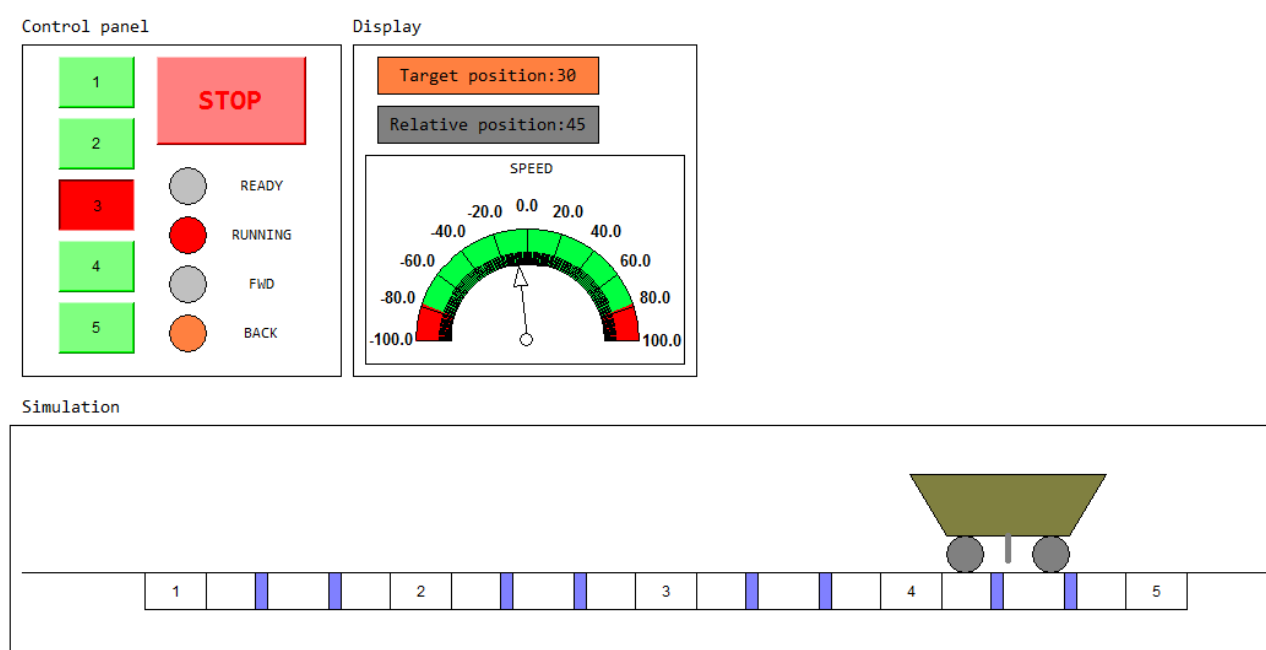 Control panel
1
2
3
4
5
STOP
READY
RUNNING
FWD
BACK
Display
Target position:30
Relative position:45
SPEED
-100.0
-80.0
-60.0
-40.0
-20.0
0.0
20.0
40.0
60.0
80.0
100.0
Simulation
1 2 3 4 5